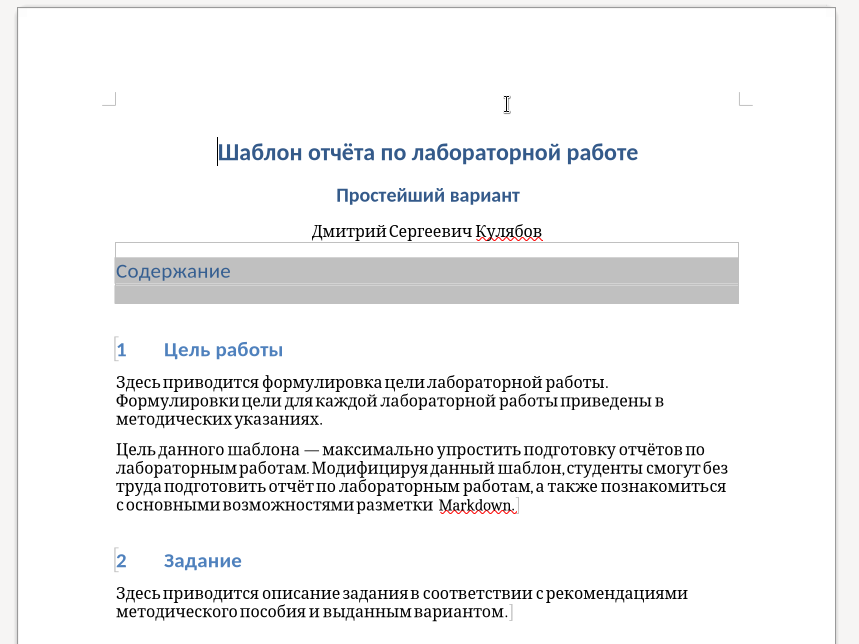 Шаблон отчёта по лабораторной работе
Простейший вариант
Дмитрий Сергеевич Кулябов
Содержание
1 Цель работы
Здесь приводится формулировка цели лабораторной работы.
Формулировки цели для каждой лабораторной работы приведены в
методических указаниях.
Цель данного шаблона — максимально упростить подготовку отчётов по
лабораторным работам. Модифицируя данный шаблон, студенты смогут без
труда подготовить отчёт по лабораторным работам, а также познакомиться
с основными возможностями разметки Markdown.
2 Задание
Здесь приводится описание задания в соответствии с рекомендациями
методического пособия и выданным вариантом.